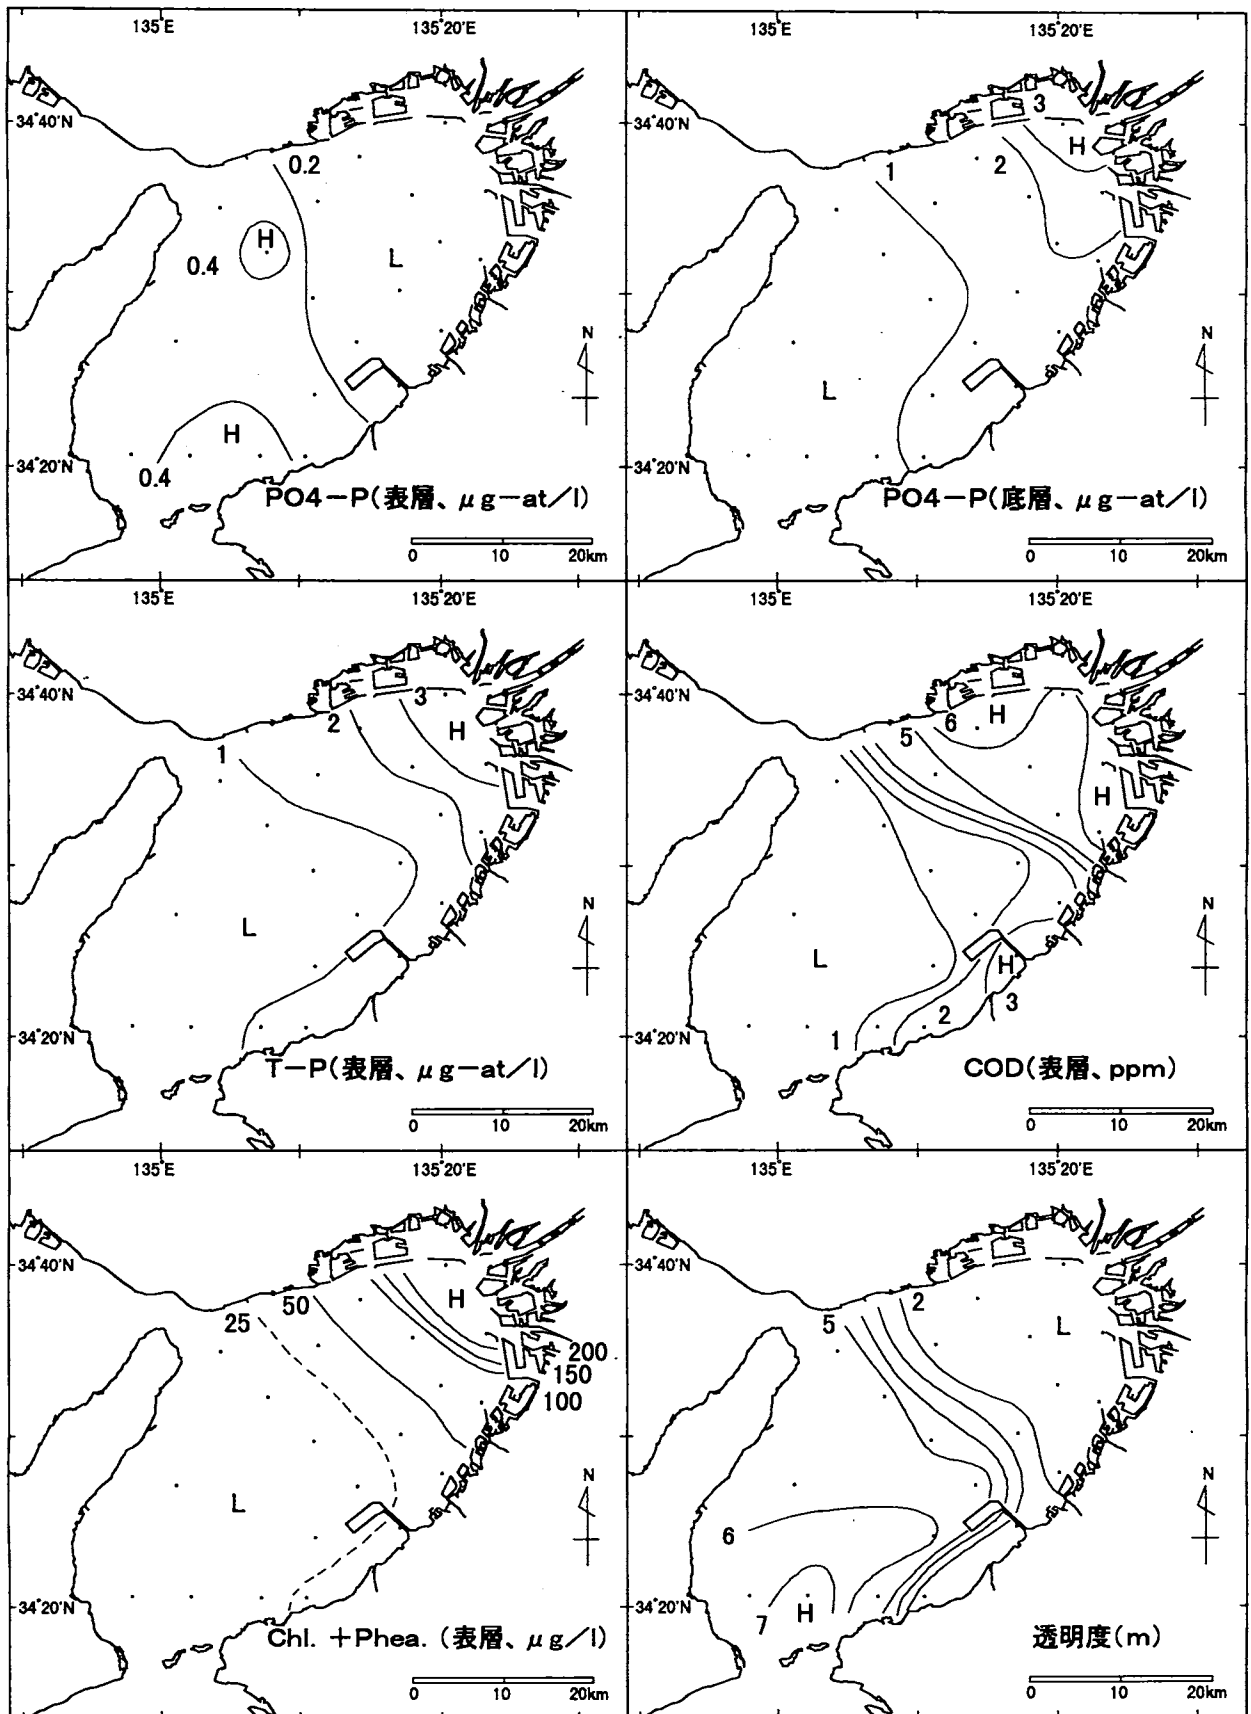 135°E
135°20'E
34°40'N
0.2
H
0.4
L
N
H
34°20'N
0.4
PO4－P(表層、μg－at/l)
0
10
20km
135°E
135°20'E
34°40'N
3
H
1
2
N
L
34°20'N
PO4－P(底層、μg－at/l)
0
10
20km
135°E
135°20'E
34°40'N
3
2
H
1
N
L
34°20'N
T－P(表層、μg－at/l)
0
10
20km
135°E
135°20'E
34°40'N
6
H
5
H
N
L
H
3
2
1
34°20'N
COD(表層、ppm)
0
10
20km
135°E
135°20'E
34°40'N
50
H
25
200
150
100
N
L
34°20'N
Chl. ＋Phea. (表層、μg/l)
0
10
20km
135°E
135°20'E
34°40'N
2
5
L
N
6
7
H
34°20'N
透明度(m)
0
10
20km